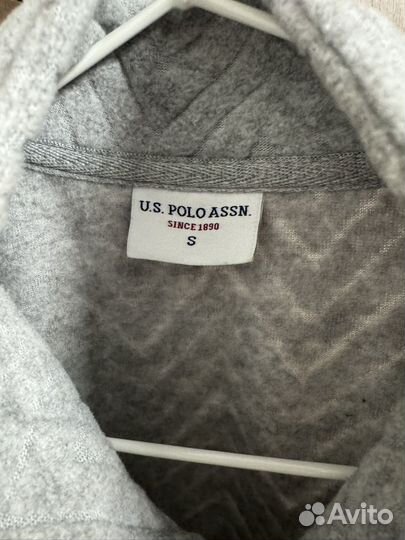 U.S. POLO ASSN.
SINCE 1890
S
Avito